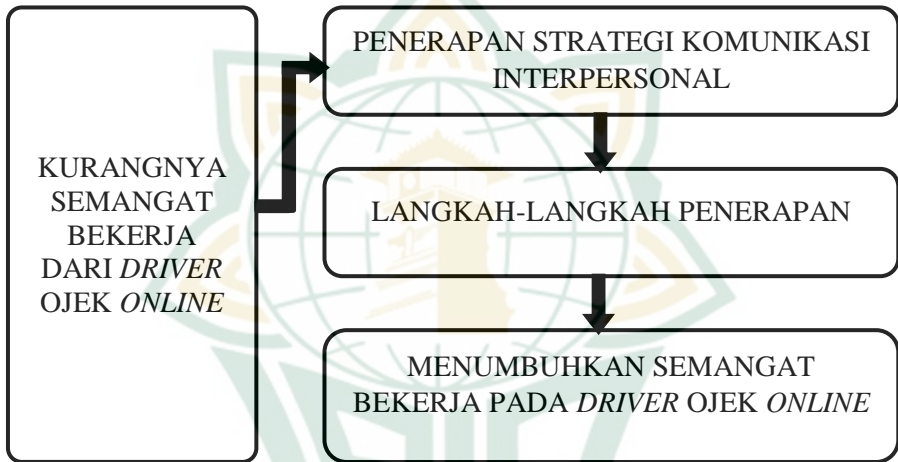 KURANGNYA
SEMANGAT
BEKERJA
DARI DRIVER
OJEK ONLINE
PENERAPAN STRATEGI KOMUNIKASI
INTERPERSONAL
LANGKAH-LANGKAH PENERAPAN
MENUMBUHKAN SEMANGAT
BEKERJA PADA DRIVER OJEK ONLINE